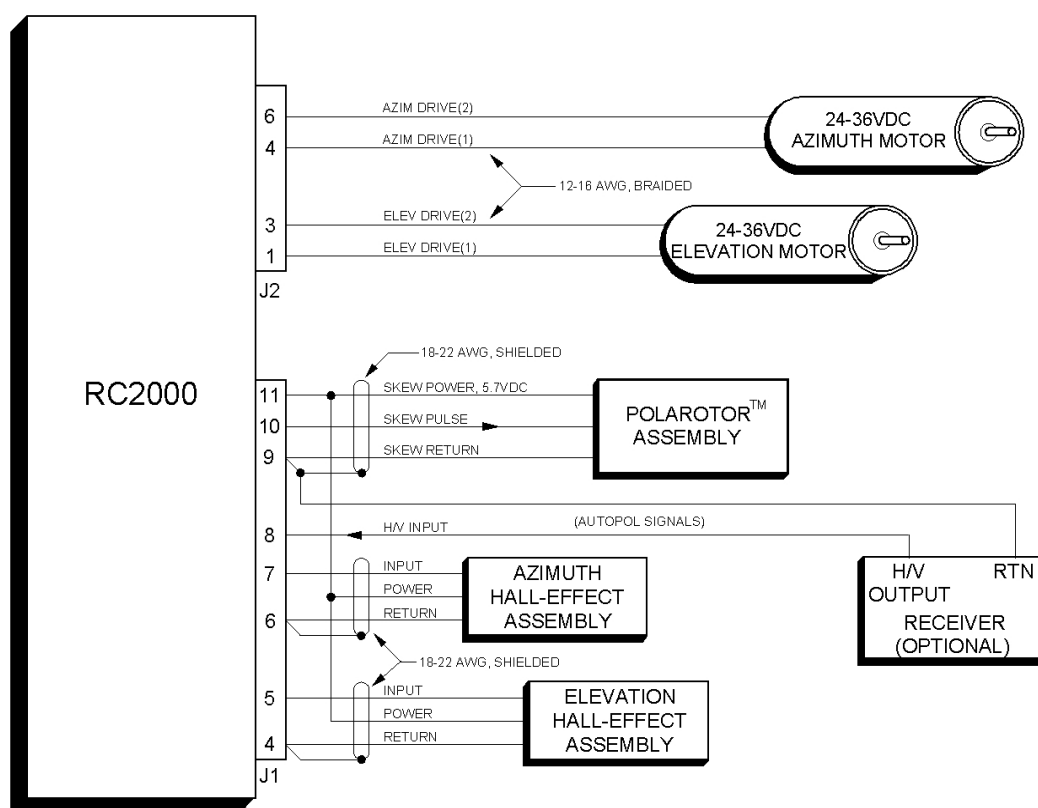 RC2000
6 AZIM DRIVE(2)
4 AZIM DRIVE(1)
12-16 AWG, BRAIDED
3 ELEV DRIVE(2)
1 ELEV DRIVE(1)
J2
24-36VDC
AZIMUTH MOTOR
24-36VDC
ELEVATION MOTOR
18-22 AWG, SHIELDED
11 SKEW POWER, 5.7VDC
10 SKEW PULSE
9 SKEW RETURN
POLAROTOR™
ASSEMBLY
8 H/V INPUT (AUTOPOL SIGNALS)
7 INPUT
POWER
6 RETURN
AZIMUTH
HALL-EFFECT
ASSEMBLY
H/V RTN
OUTPUT
RECEIVER
(OPTIONAL)
18-22 AWG, SHIELDED
5 INPUT
POWER
4 RETURN
J1
ELEVATION
HALL-EFFECT
ASSEMBLY